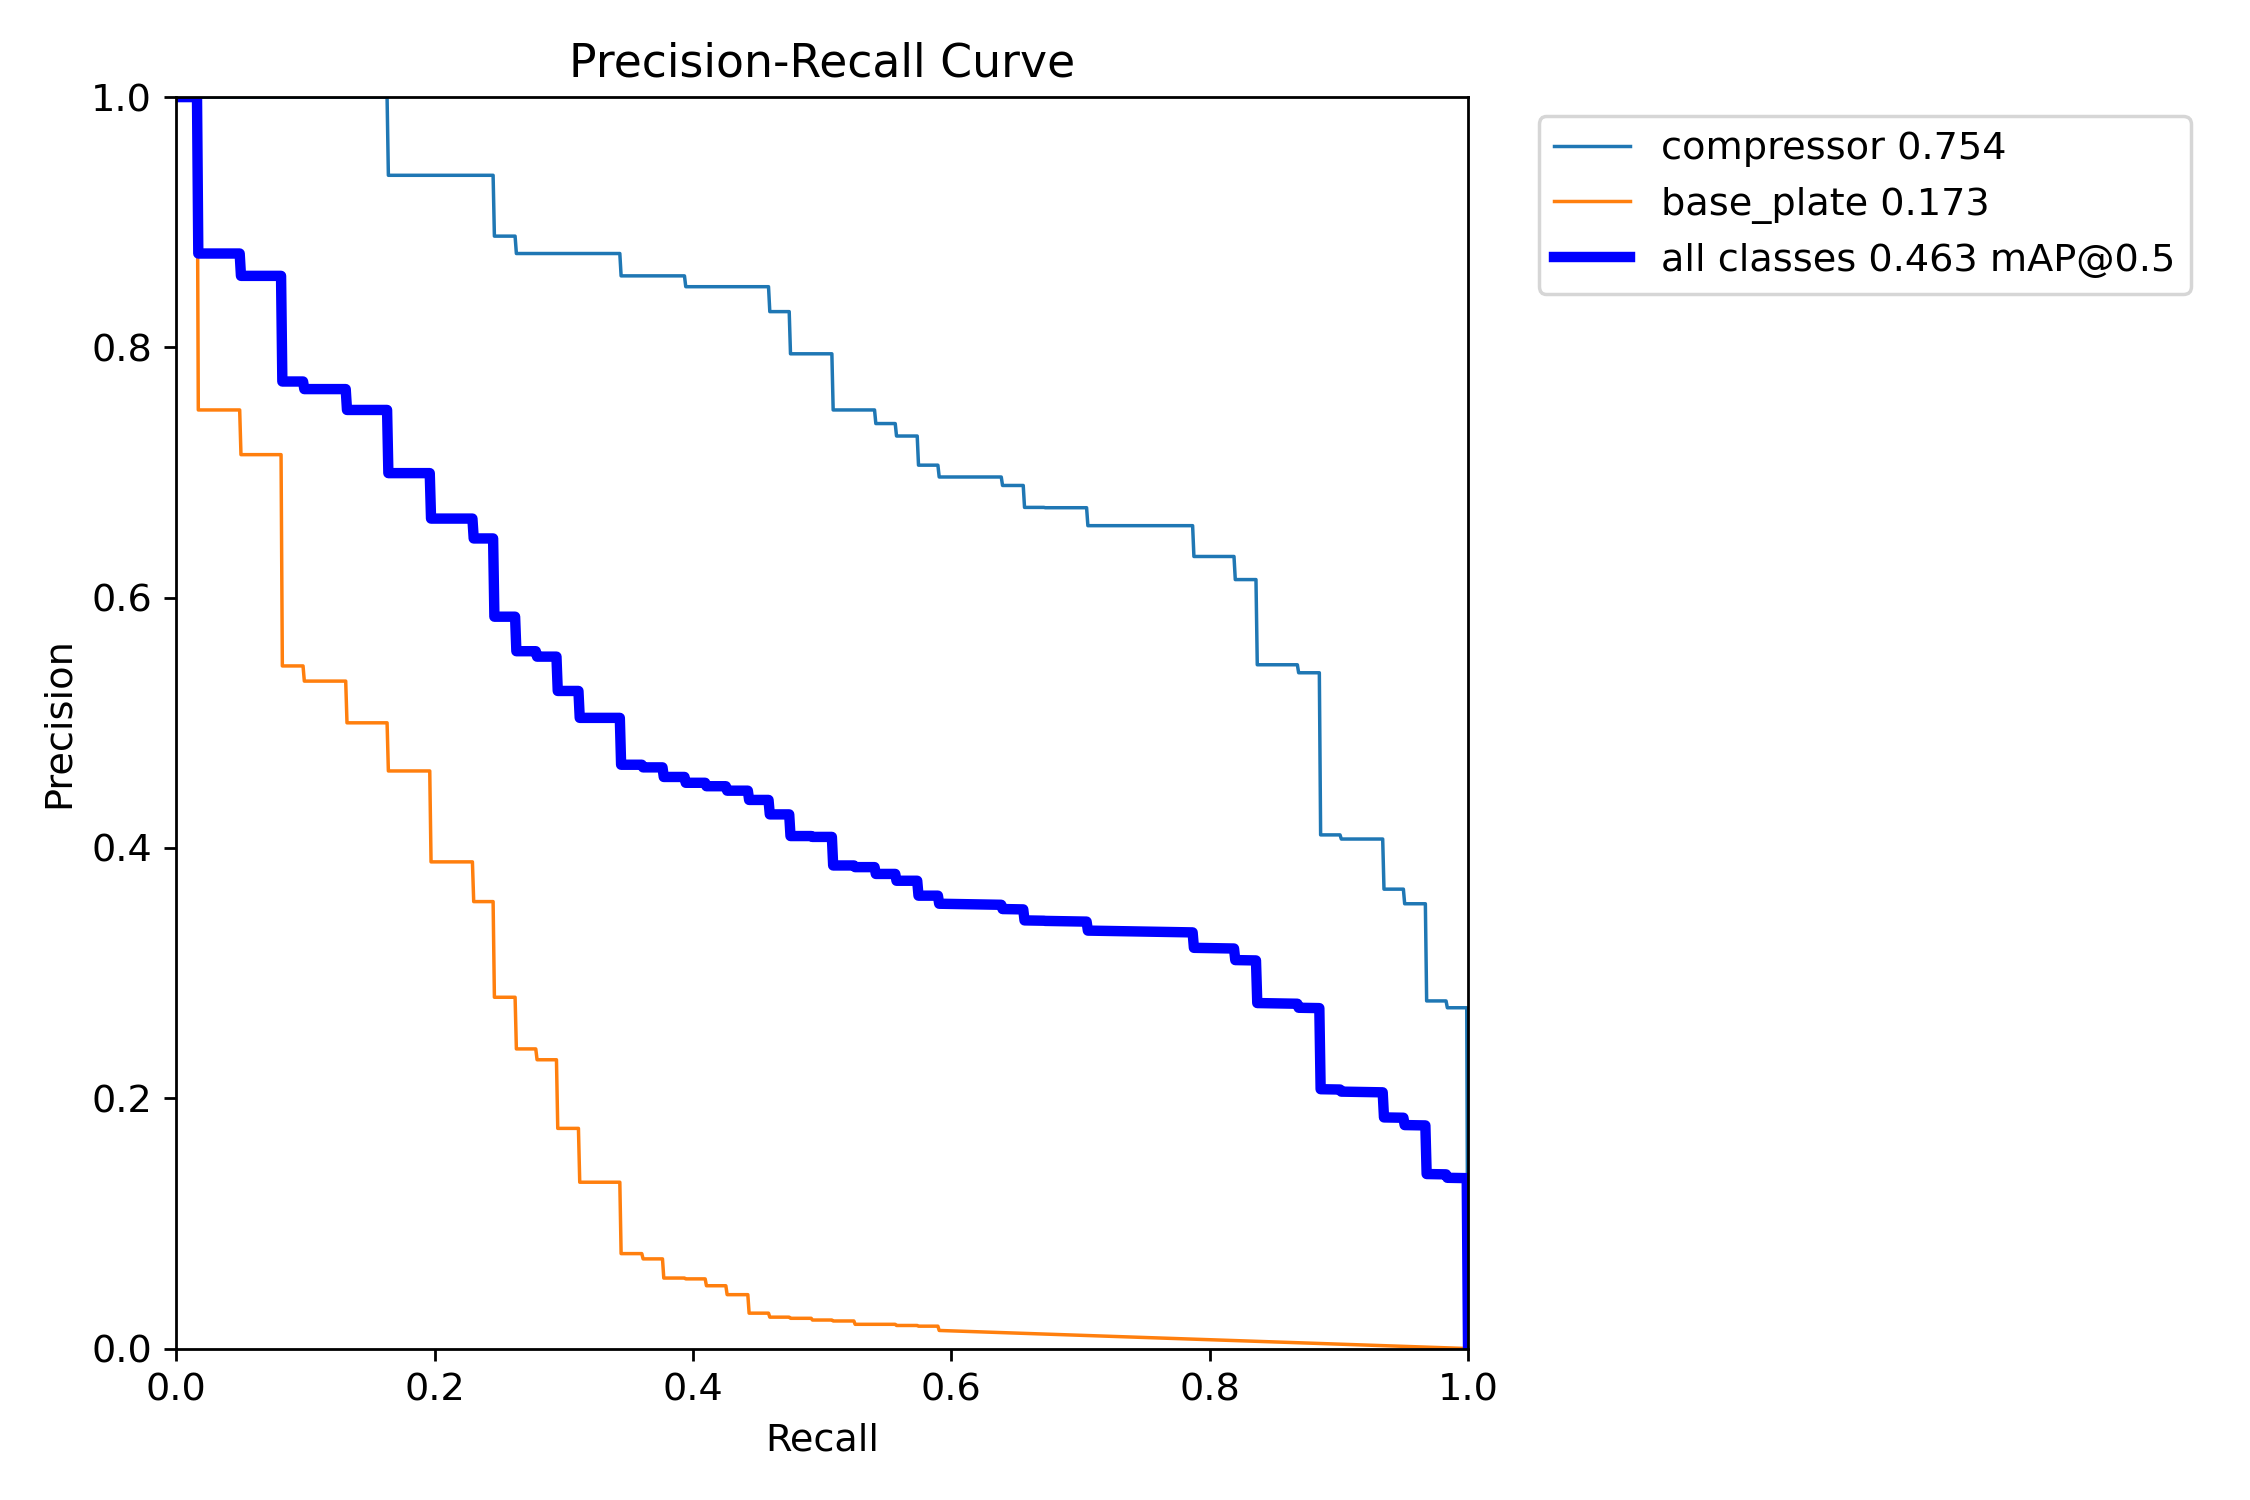 Precision-Recall Curve
1.0
0.8
0.6
0.4
0.2
0.0
Precision
0.0 0.2 0.4 0.6 0.8 1.0
Recall
compressor 0.754
base_plate 0.173
all classes 0.463 mAP@0.5